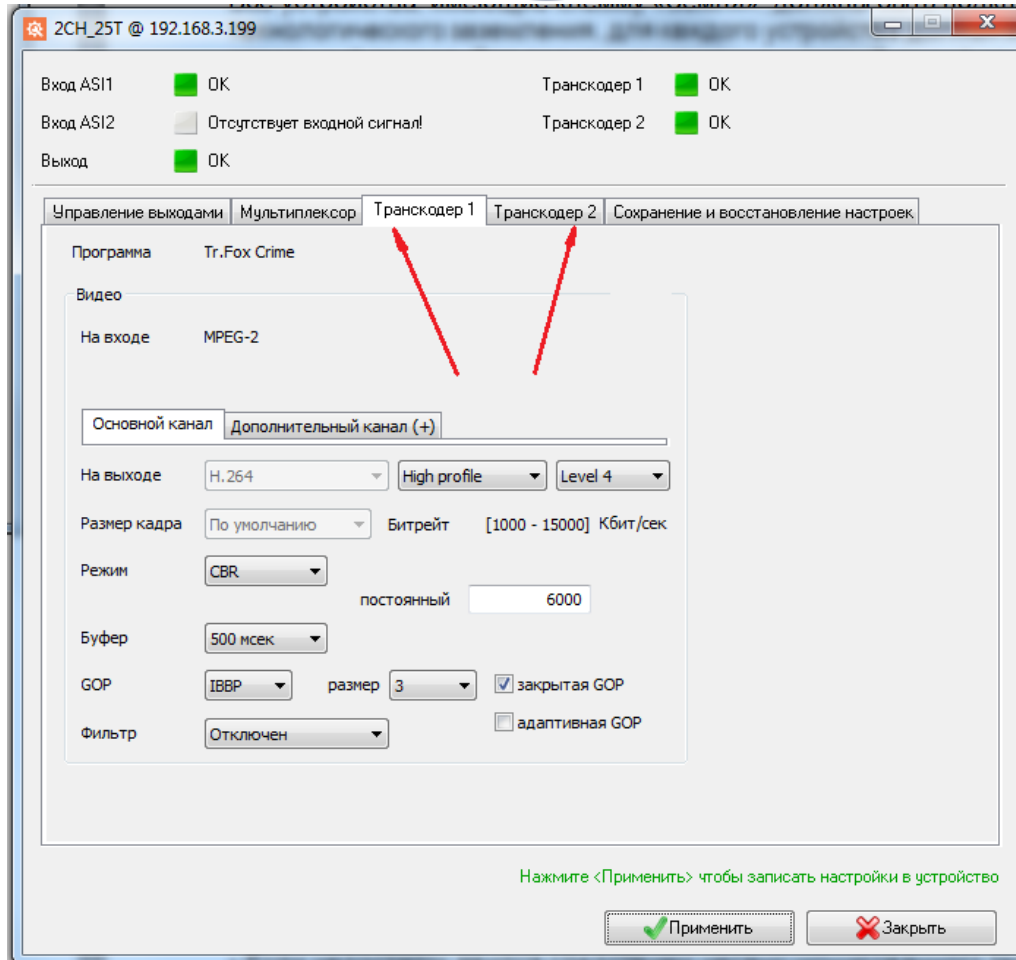 2CH_25T @ 192.168.3.199
Вход ASI1 OK Транскодер 1 OK
Вход ASI2 Отсутствует входной сигнал! Транскодер 2 OK
Выход OK
Управление выходами Мультиплексор Транскодер 1 Транскодер 2 Сохранение и восстановление настроек
Программа Tr.Fox Crime
Видео
На входе MPEG-2
Основной канал Дополнительный канал (+)
На выходе H.264 High profile Level 4
Размер кадра По умолчанию Битрейт [1000 - 15000] Кбит/сек
Режим CBR
постоянный 6000
Буфер 500 мсек
GOP IBBP размер 3 закрытая GOP
адаптивная GOP
Фильтр Отключен
Нажмите <Применить> чтобы записать настройки в устройство
Применить Закрыть